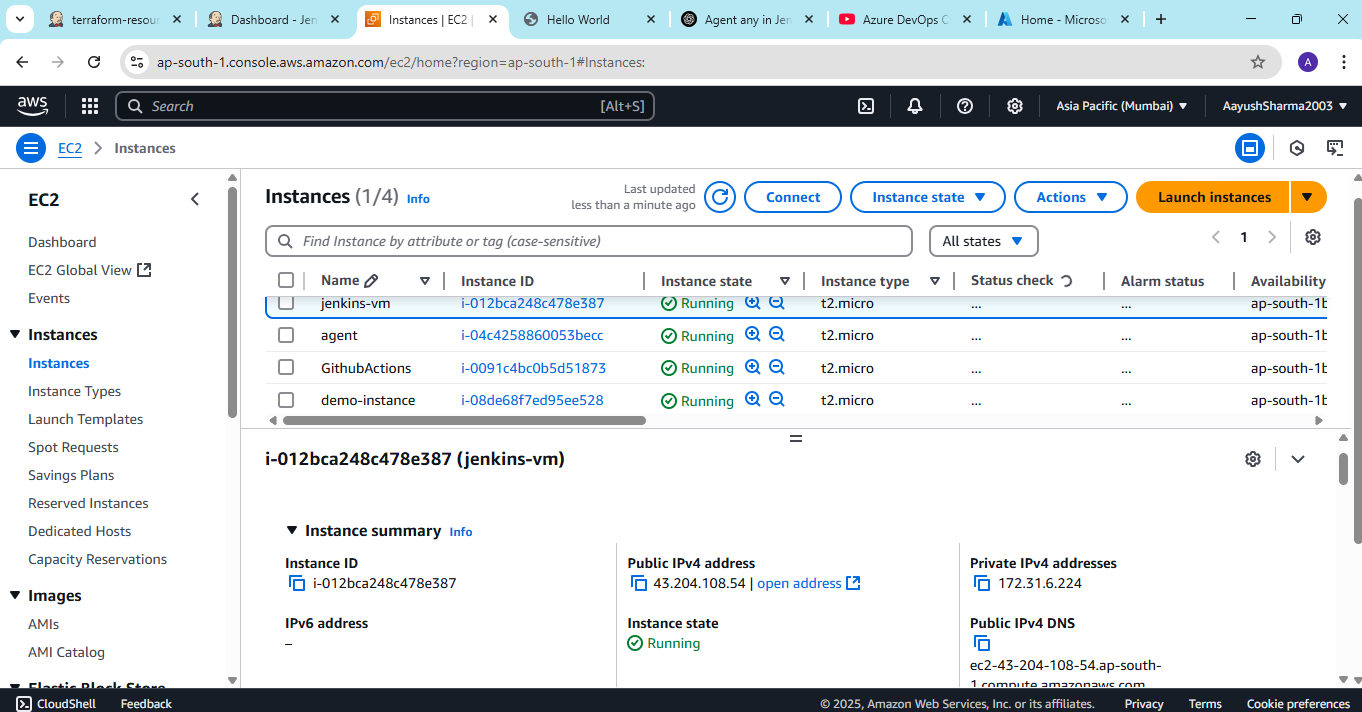 terraform-resour
Dashboard - Jen
Instances | EC2 |
Hello World
Agent any in Jen
Azure DevOps C
Home - Microso
ap-south-1.console.aws.amazon.com/ec2/home?region=ap-south-1#Instances:
A
aws
Search
[Alt+S]
Asia Pacific (Mumbai)
AayushSharma2003
EC2
Instances
EC2
Dashboard
EC2 Global View
Events
Instances
Instances
Instance Types
Launch Templates
Spot Requests
Savings Plans
Reserved Instances
Dedicated Hosts
Capacity Reservations
Images
AMIs
AMI Catalog
Elastic Block Store
Instances (1/4) Info
Last updated
less than a minute ago
Connect
Instance state
Actions
Launch instances
Find Instance by attribute or tag (case-sensitive)
All states
1
Name Instance ID Instance state Instance type Status check Alarm status Availability
jenkins-vm i-012bca248c478e387 Running t2.micro ... ... ap-south-1b
agent i-04c4258860053becc Running t2.micro ... ... ap-south-1b
GithubActions i-0091c4bc0b5d51873 Running t2.micro ... ... ap-south-1b
demo-instance i-08de68f7ed95ee528 Running t2.micro ... ... ap-south-1b
i-012bca248c478e387 (jenkins-vm)
Instance summary Info
Instance ID
i-012bca248c478e387
Public IPv4 address
43.204.108.54 | open address
Private IPv4 addresses
172.31.6.224
IPv6 address
–
Instance state
Running
Public IPv4 DNS
ec2-43-204-108-54.ap-south-
1.compute.amazonaws.com
CloudShell
Feedback
© 2025, Amazon Web Services, Inc. or its affiliates.
Privacy
Terms
Cookie preferences